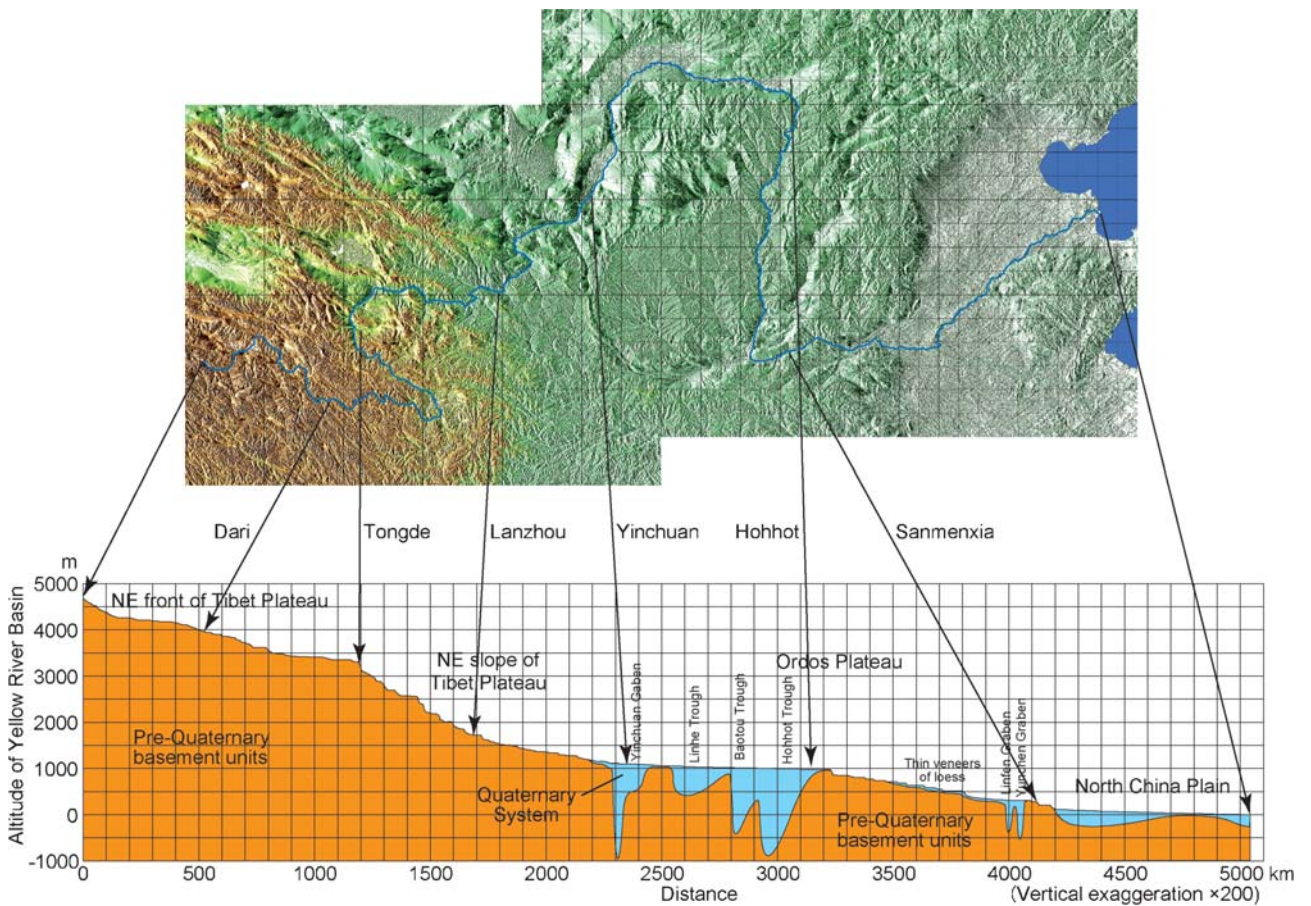 Dari Tongde Lanzhou Yinchuan Hohhot Sanmenxia
m
Altitude of Yellow River Basin
5000
4000
3000
2000
1000
0
-1000
NE front of Tibet Plateau
NE slope of
Tibet Plateau
Ordos Plateau
Pre-Quaternary
basement units
Yinchuan Gaben
Linhe Trough
Baotou Trough
Hohhot Trough
Quaternary
System
Thin veneers
of loess
Linfen Graben
Yunchen Graben
North China Plain
Pre-Quaternary
basement units
0 500 1000 1500 2000 2500 3000 3500 4000 4500 5000 km
Distance
(Vertical exaggeration ×200)